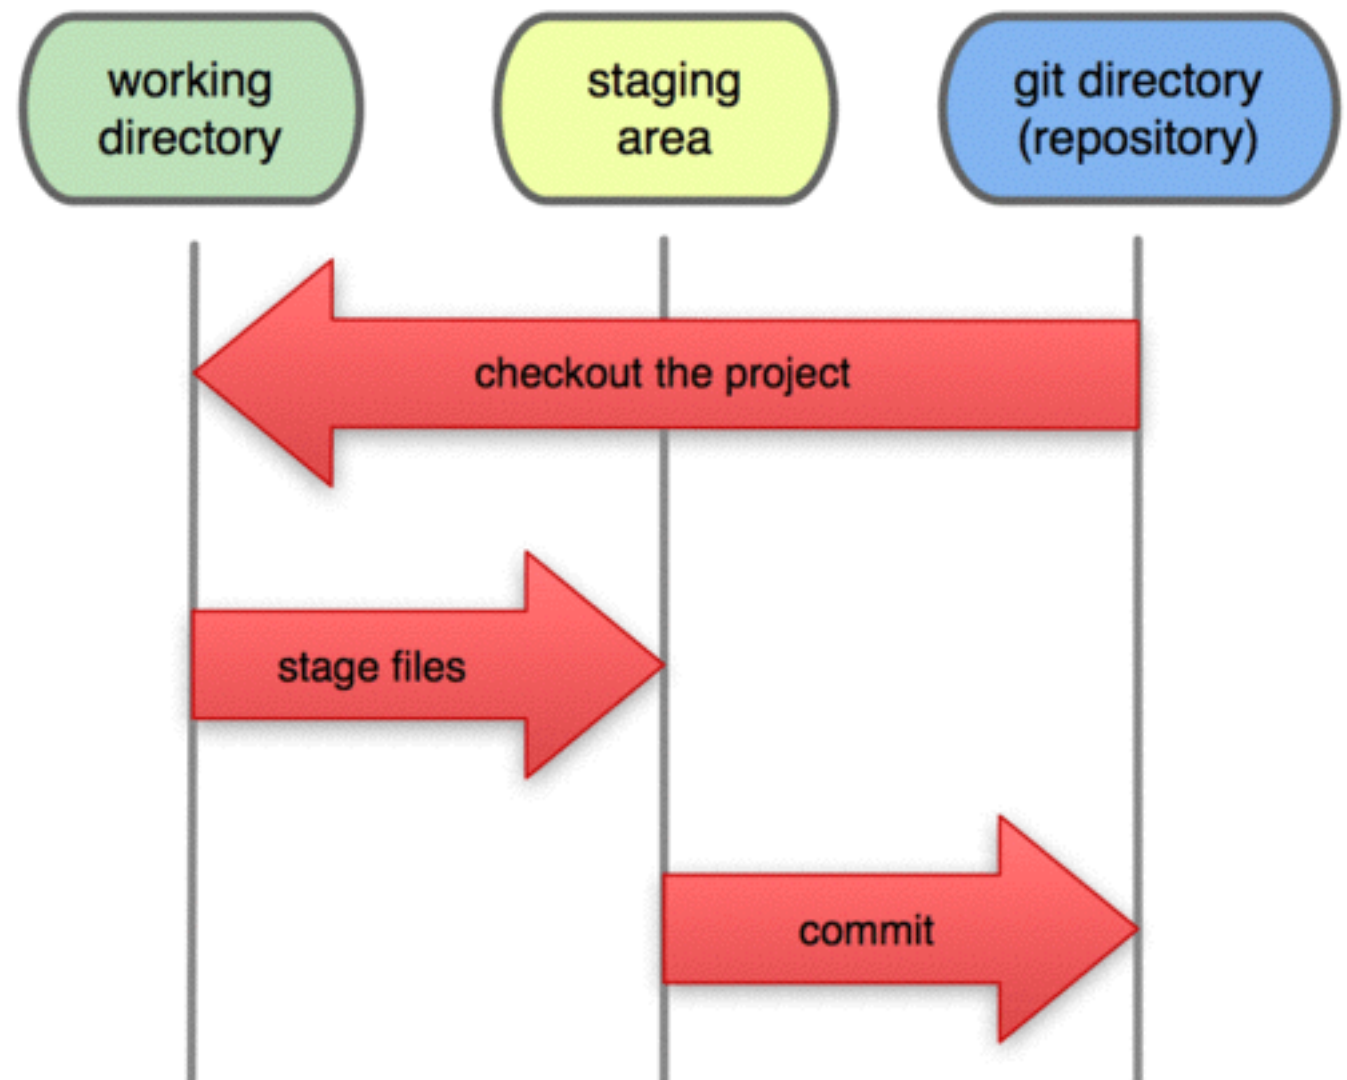 working
directory
staging
area
git directory
(repository)
checkout the project
stage files
commit